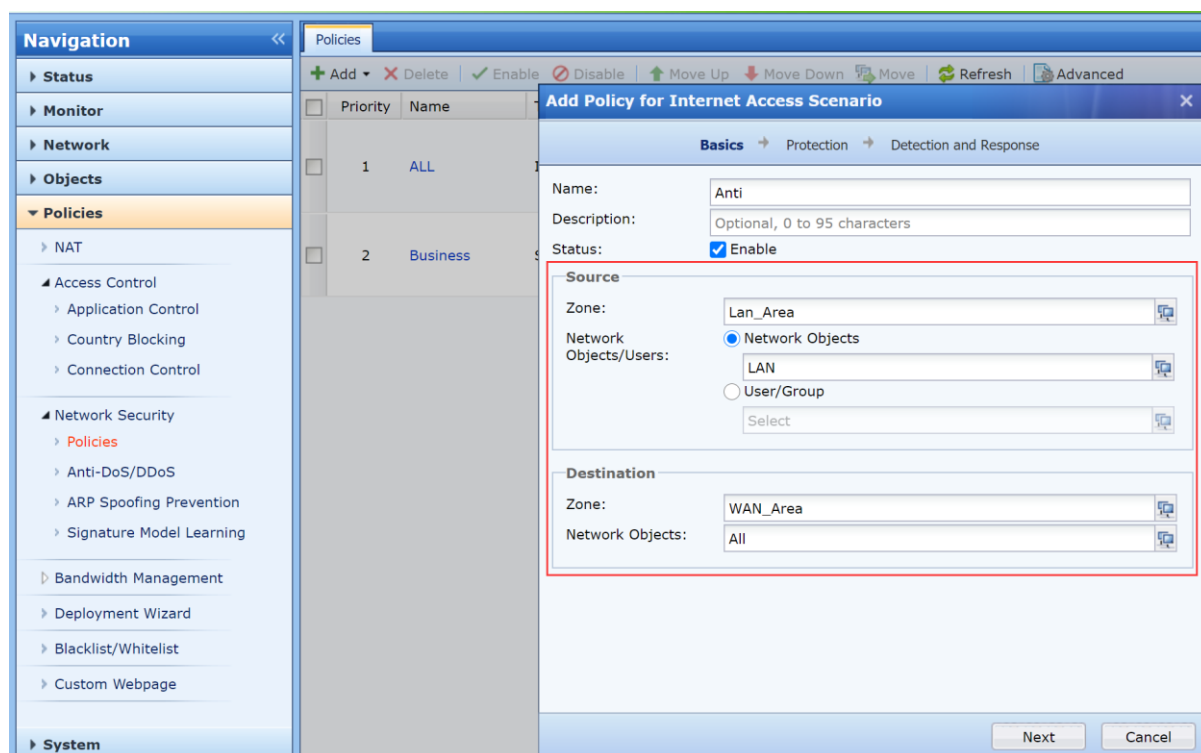 Navigation
Status
Monitor
Network
Objects
Policies
NAT
Access Control
Application Control
Country Blocking
Connection Control
Network Security
Policies
Anti-DoS/DDoS
ARP Spoofing Prevention
Signature Model Learning
Bandwidth Management
Deployment Wizard
Blacklist/Whitelist
Custom Webpage
System
Policies
Add Delete Enable Disable Move Up Move Down Move Refresh Advanced
Priority Name
1 ALL
2 Business
Add Policy for Internet Access Scenario
Basics Protection Detection and Response
Name: Anti
Description: Optional, 0 to 95 characters
Status: Enable
Source
Zone: Lan_Area
Network Objects/Users: Network Objects
LAN
User/Group
Select
Destination
Zone: WAN_Area
Network Objects: All
Next Cancel